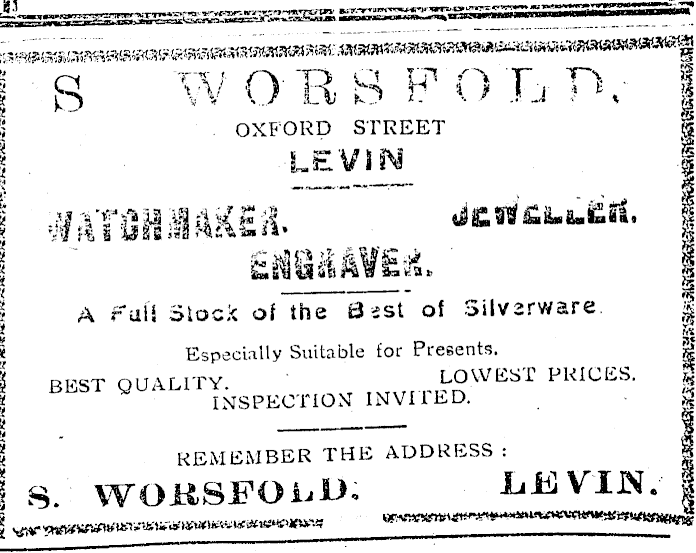 S WORSFOLD,
OXFORD STREET
LEVIN
WATCHMAKER. JEWELLER.
ENGRAVER.
A Full Stock of the Best of Silverware.
Especially Suitable for Presents.
BEST QUALITY. LOWEST PRICES.
INSPECTION INVITED.
REMEMBER THE ADDRESS :
S. WORSFOLD, LEVIN.